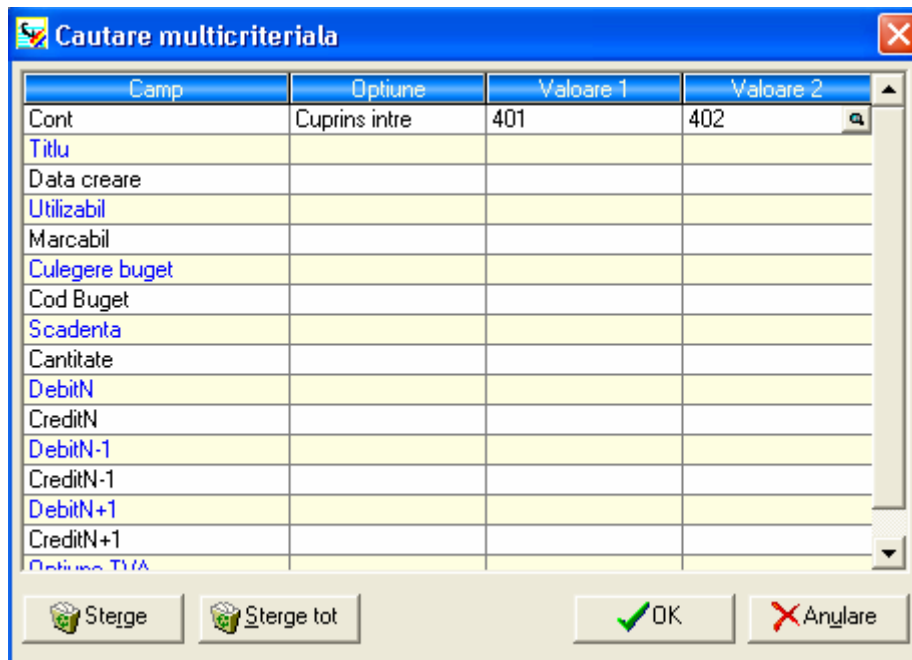 Cautare multicriteriala
Camp Optiune Valoare 1 Valoare 2
Cont Cuprins intre 401 402
Titlu
Data creare
Utilizabil
Marcabil
Culegere buget
Cod Buget
Scadenta
Cantitate
DebitN
CreditN
DebitN-1
CreditN-1
DebitN+1
CreditN+1
Optiune TVA
Sterge Sterge tot OK Anulare